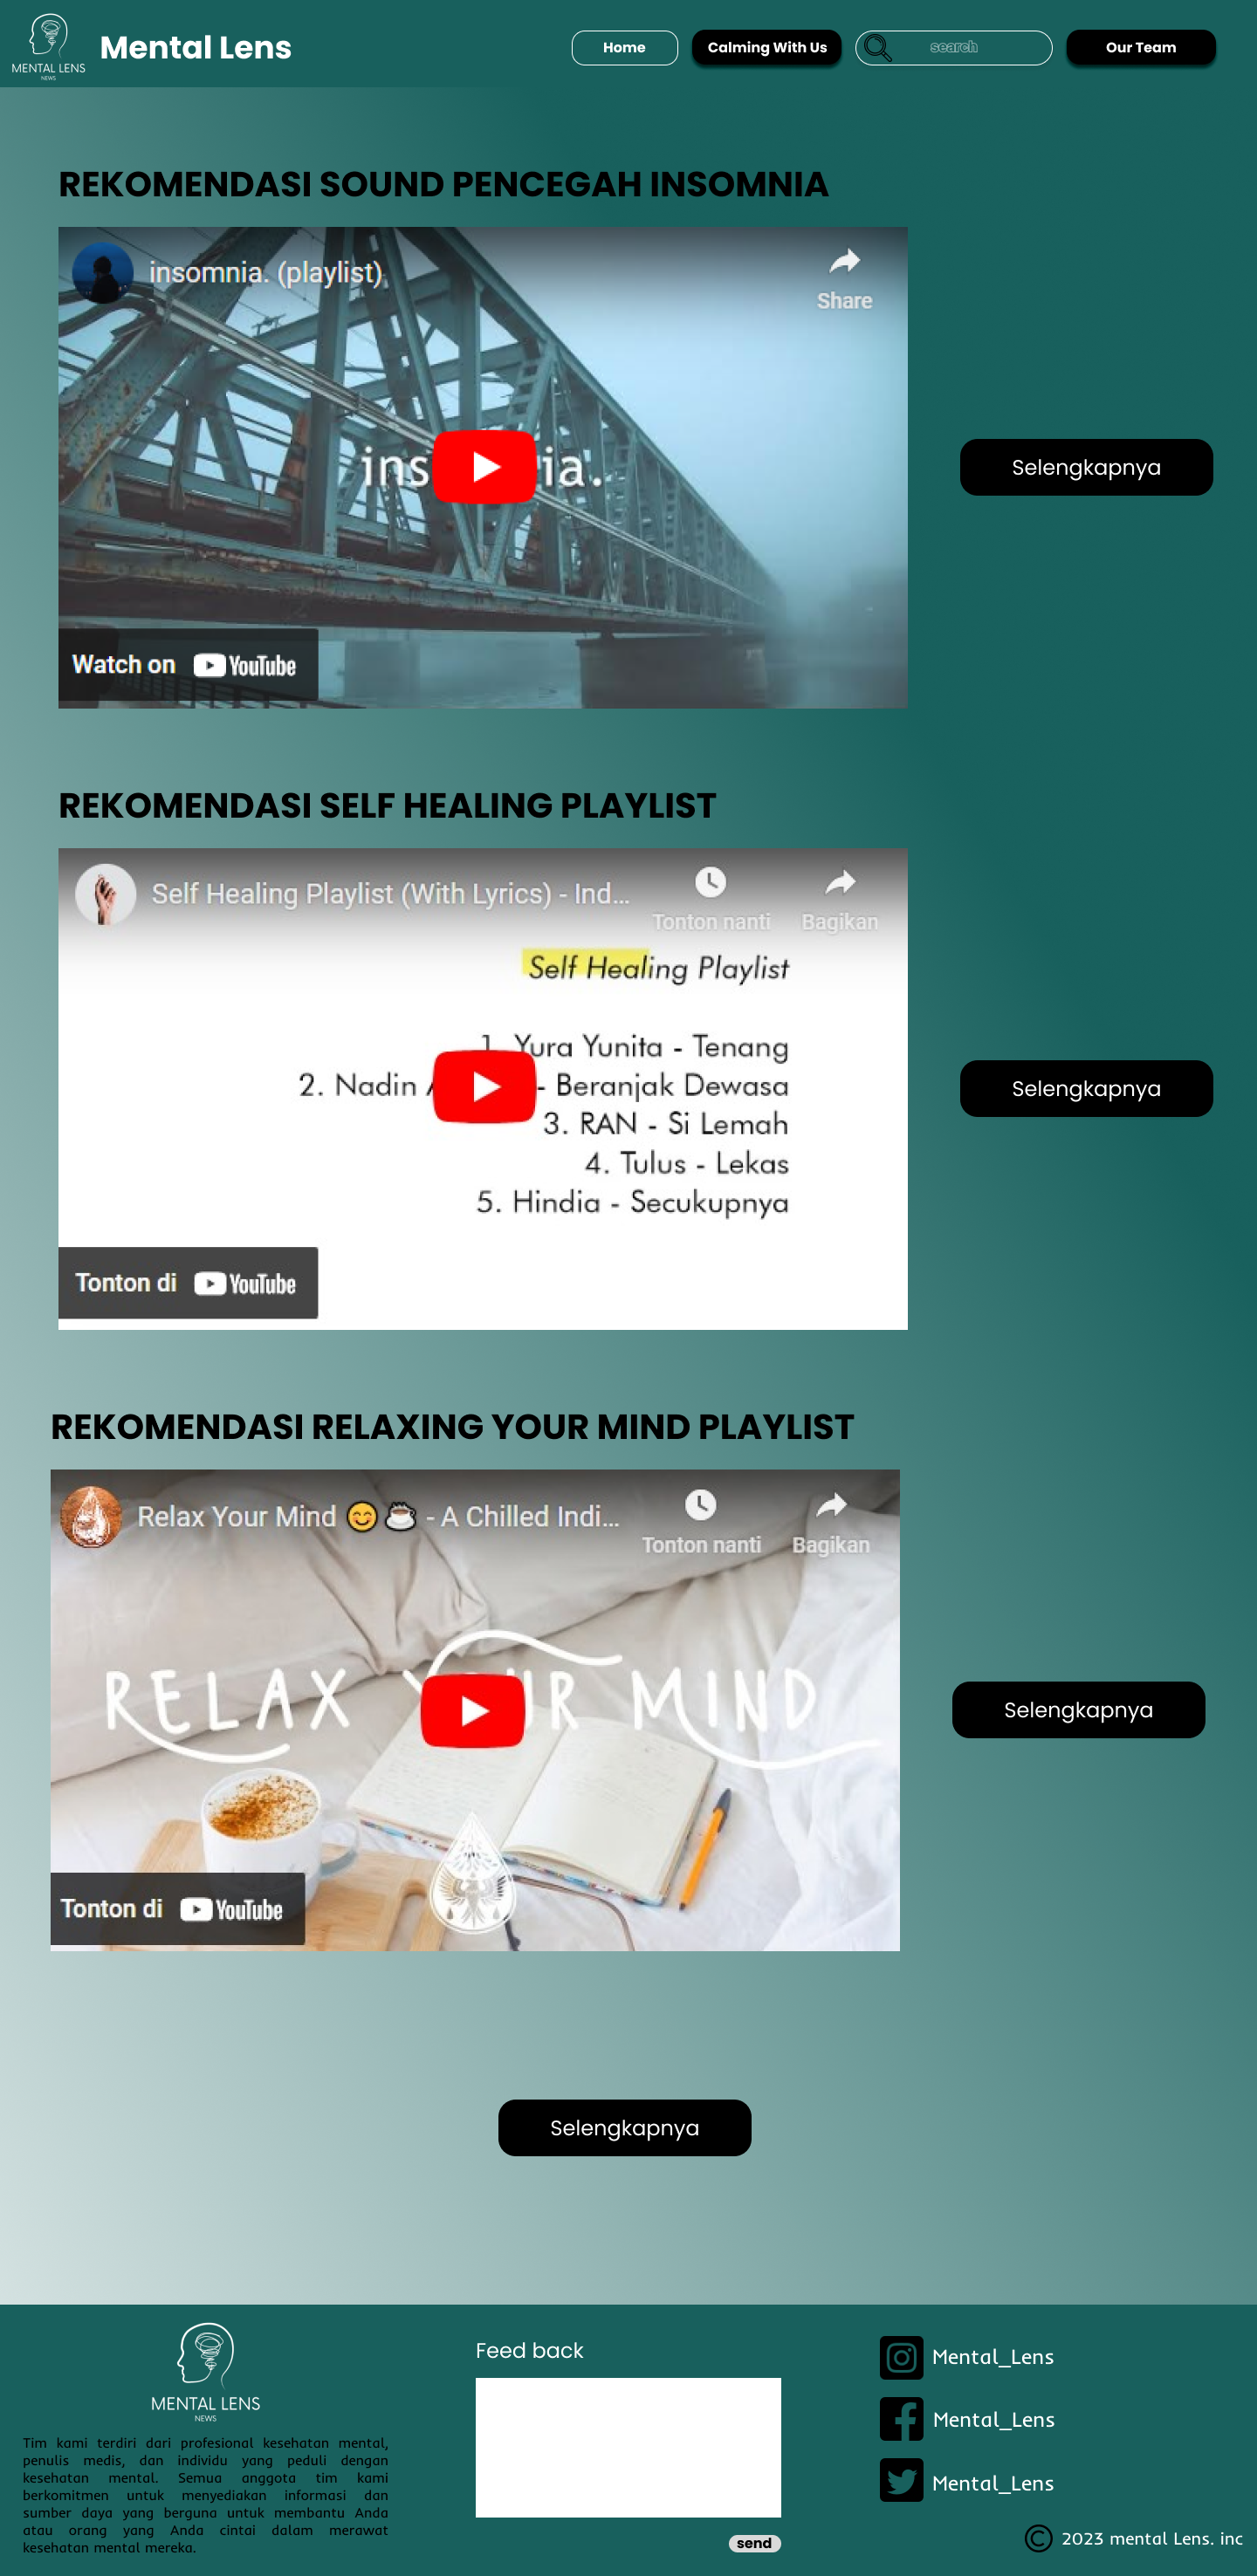 MENTAL LENS
NEWS
Mental Lens
Home
Calming With Us
search
Our Team
REKOMENDASI SOUND PENCEGAH INSOMNIA
insomnia. (playlist)
Share
ins ia.
Watch on YouTube
Selengkapnya
REKOMENDASI SELF HEALING PLAYLIST
Self Healing Playlist (With Lyrics) - Ind...
Tonton nanti
Bagikan
Self Healing Playlist
1. Yura Yunita - Tenang
2. Nadin - Beranjak Dewasa
3. RAN - Si Lemah
4. Tulus - Lekas
5. Hindia - Secukupnya
Tonton di YouTube
Selengkapnya
REKOMENDASI RELAXING YOUR MIND PLAYLIST
Relax Your Mind 😊☕ - A Chilled Indi...
Tonton nanti
Bagikan
RELAX Y UR MIND
Tonton di YouTube
Selengkapnya
Selengkapnya
MENTAL LENS
NEWS
Tim kami terdiri dari profesional kesehatan mental,
penulis medis, dan individu yang peduli dengan
kesehatan mental. Semua anggota tim kami
berkomitmen untuk menyediakan informasi dan
sumber daya yang berguna untuk membantu Anda
atau orang yang Anda cintai dalam merawat
kesehatan mental mereka.
Feed back
send
Mental_Lens
Mental_Lens
Mental_Lens
© 2023 mental Lens. inc